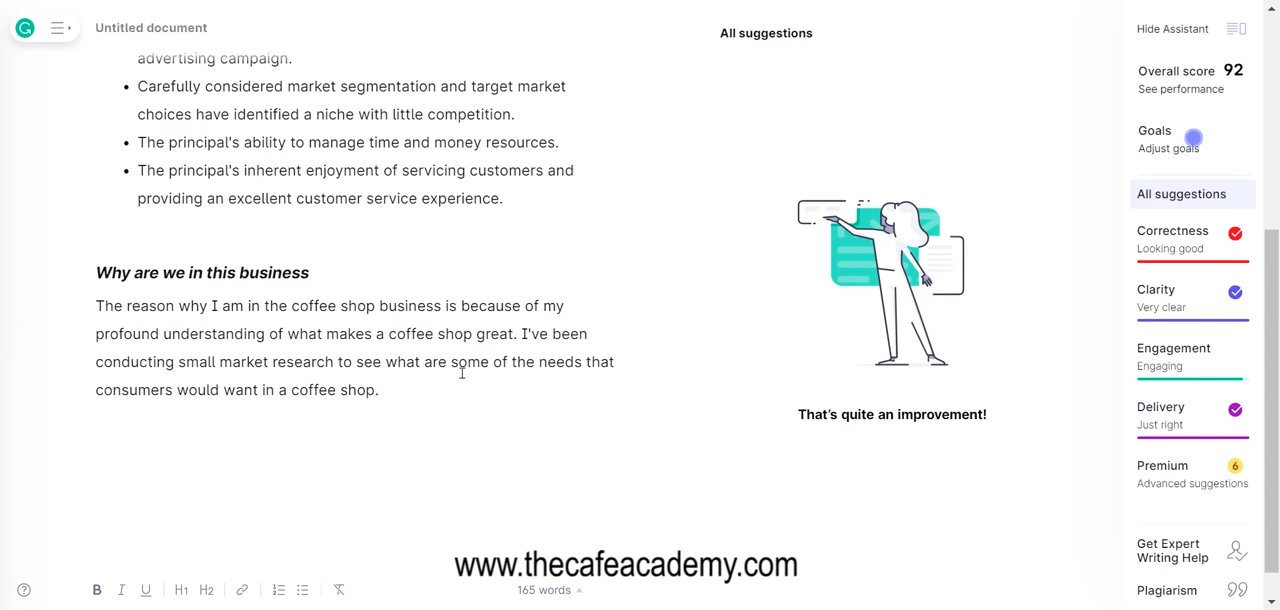 Untitled document
All suggestions
advertising campaign.
Carefully considered market segmentation and target market
choices have identified a niche with little competition.
The principal's ability to manage time and money resources.
The principal's inherent enjoyment of servicing customers and
providing an excellent customer service experience.
Why are we in this business
The reason why I am in the coffee shop business is because of my
profound understanding of what makes a coffee shop great. I've been
conducting small market research to see what are some of the needs that
consumers would want in a coffee shop.
That's quite an improvement!
Hide Assistant
Overall score 92
See performance
Goals
Adjust goals
All suggestions
Correctness
Looking good
Clarity
Very clear
Engagement
Engaging
Delivery
Just right
Premium 6
Advanced suggestions
Get Expert
Writing Help
Plagiarism
www.thecafeacademy.com
B I U H1 H2
165 words